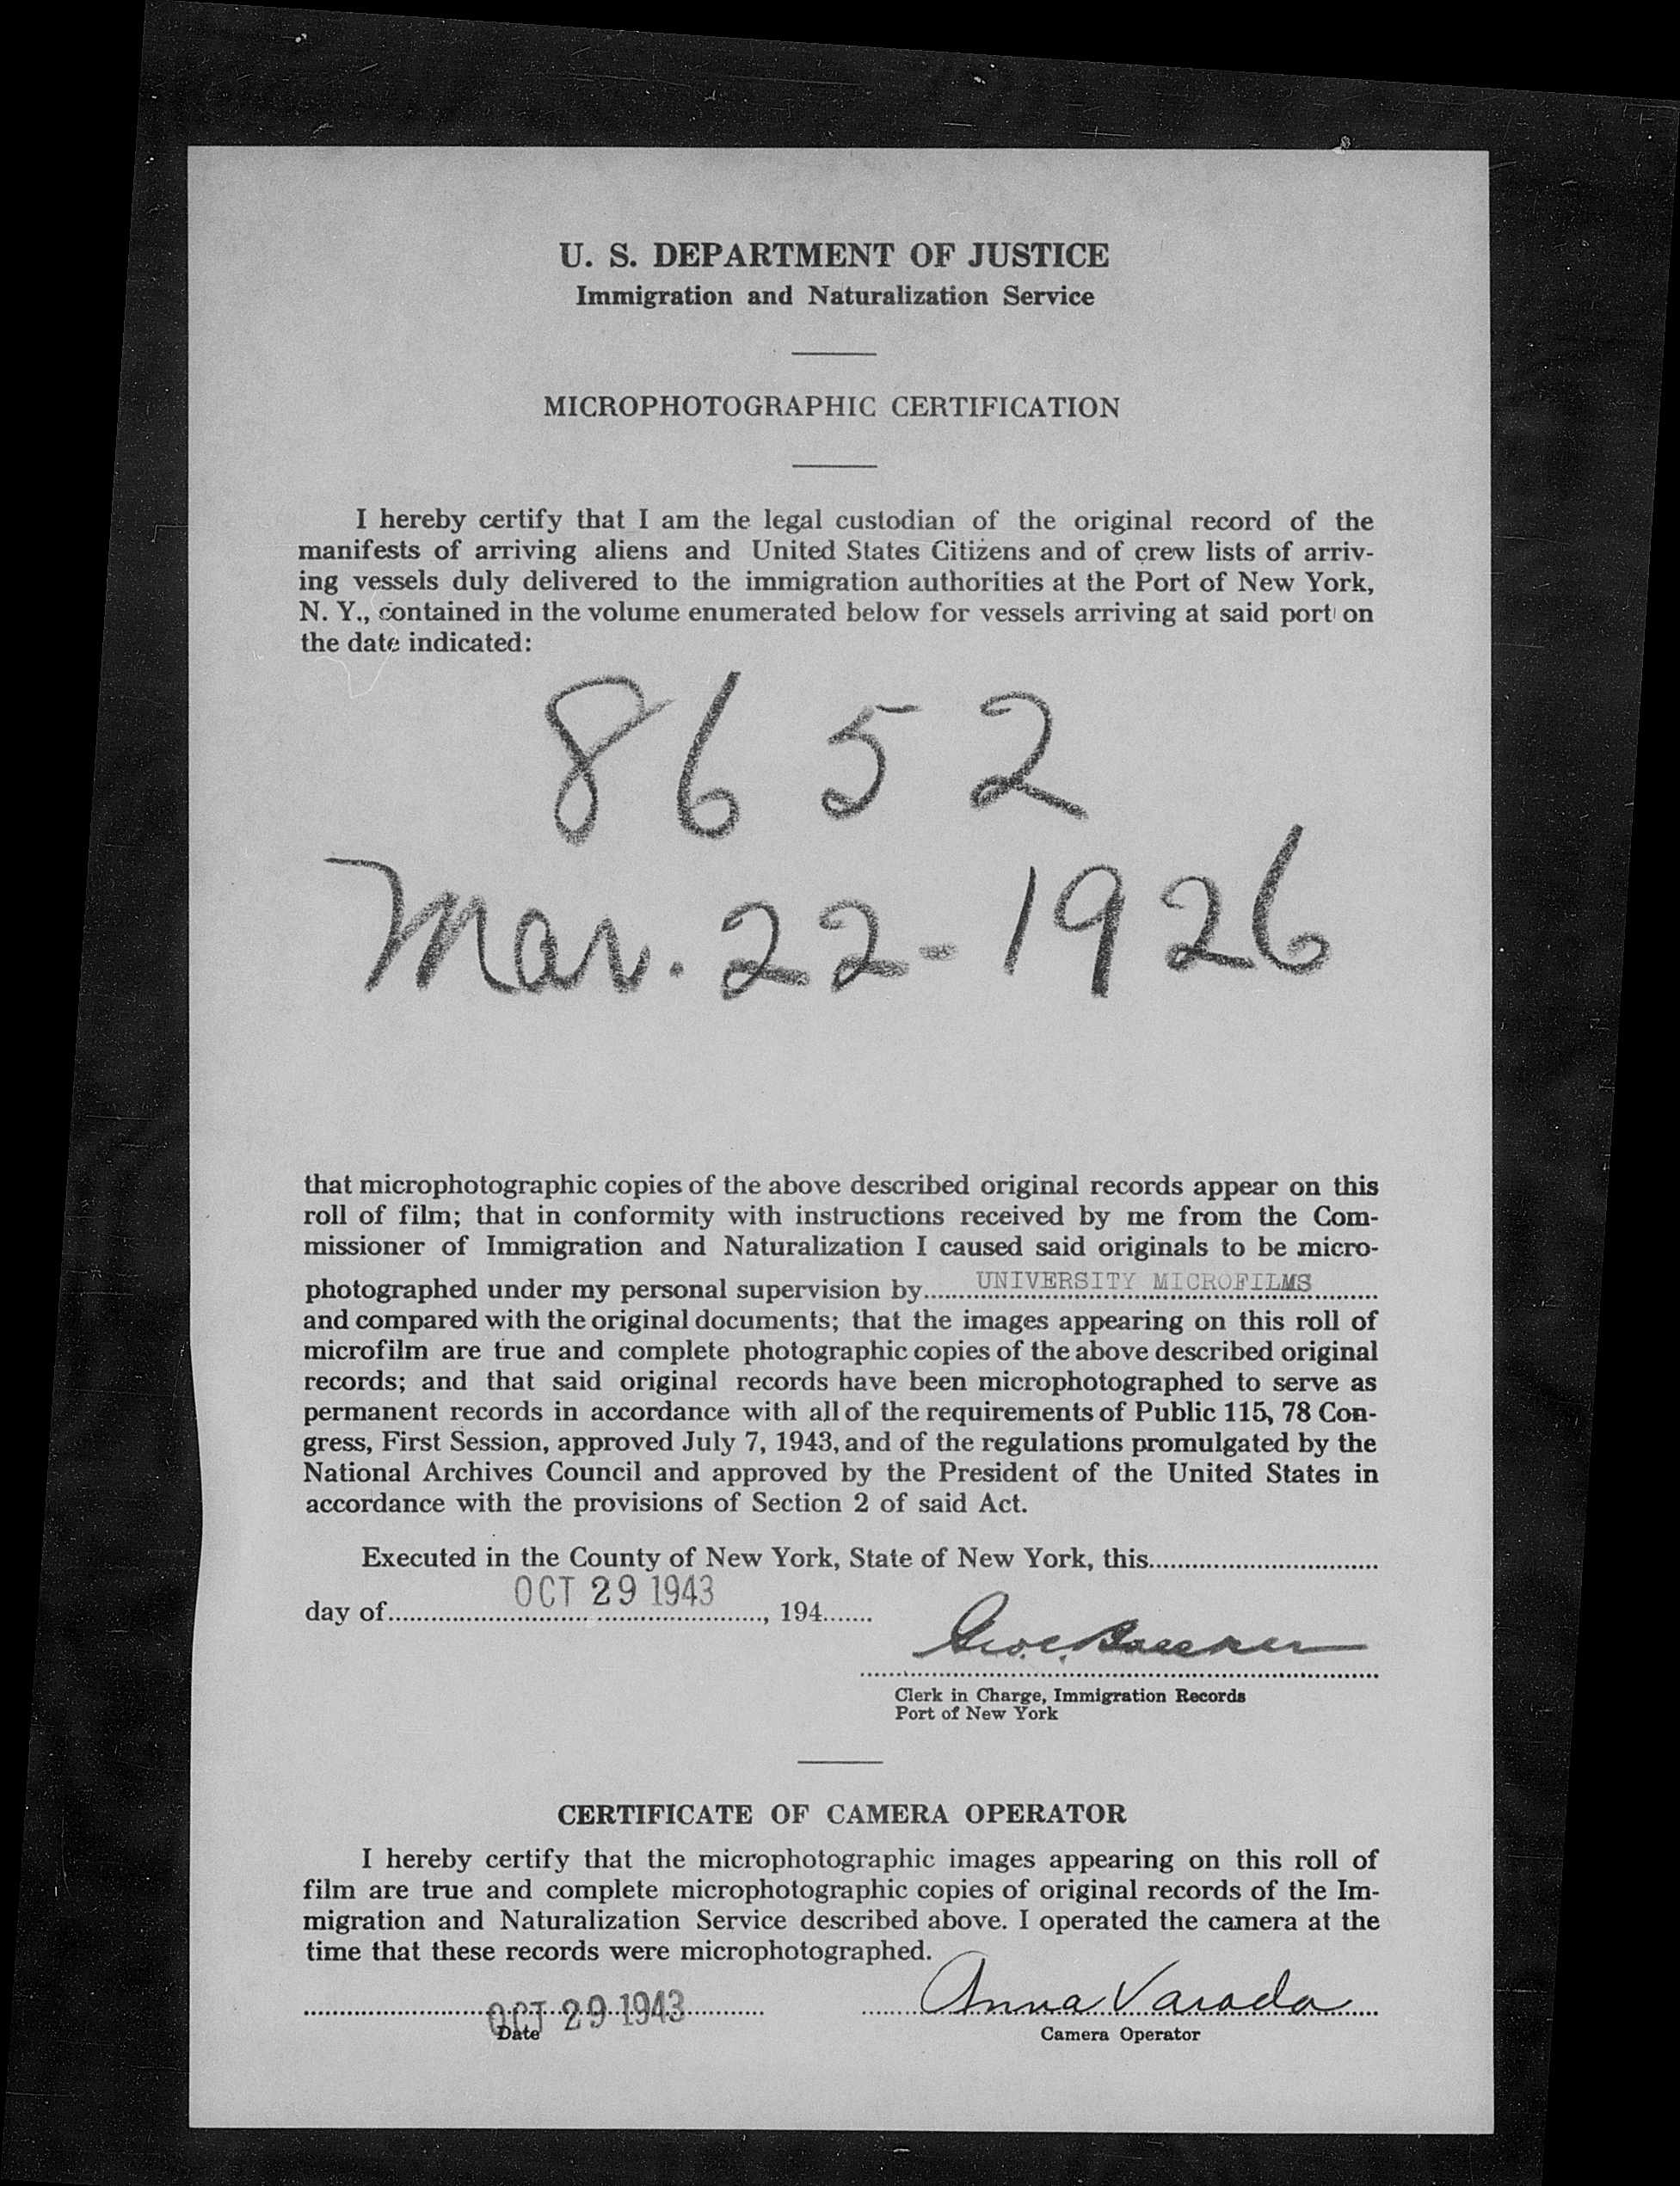 U. S. DEPARTMENT OF JUSTICE
Immigration and Naturalization Service
MICROPHOTOGRAPHIC CERTIFICATION
I hereby certify that I am the legal custodian of the original record of the
manifests of arriving aliens and United States Citizens and of crew lists of arriv-
ing vessels duly delivered to the immigration authorities at the Port of New York,
N. Y., contained in the volume enumerated below for vessels arriving at said port on
the date indicated:
8652
Mar. 22-1926
that microphotographic copies of the above described original records appear on this
roll of film; that in conformity with instructions received by me from the Com-
missioner of Immigration and Naturalization I caused said originals to be micro-
photographed under my personal supervision by UNIVERSITY MICROFILMS
and compared with the original documents; that the images appearing on this roll of
microfilm are true and complete photographic copies of the above described original
records; and that said original records have been microphotographed to serve as
permanent records in accordance with all of the requirements of Public 115, 78 Con-
gress, First Session, approved July 7, 1943, and of the regulations promulgated by the
National Archives Council and approved by the President of the United States in
accordance with the provisions of Section 2 of said Act.
Executed in the County of New York, State of New York, this
day of OCT 29 1943, 194
Clerk in Charge, Immigration Records
Port of New York
CERTIFICATE OF CAMERA OPERATOR
I hereby certify that the microphotographic images appearing on this roll of
film are true and complete microphotographic copies of original records of the Im-
migration and Naturalization Service described above. I operated the camera at the
time that these records were microphotographed.
OCT 29 1943 Anna Varada
Date Camera Operator